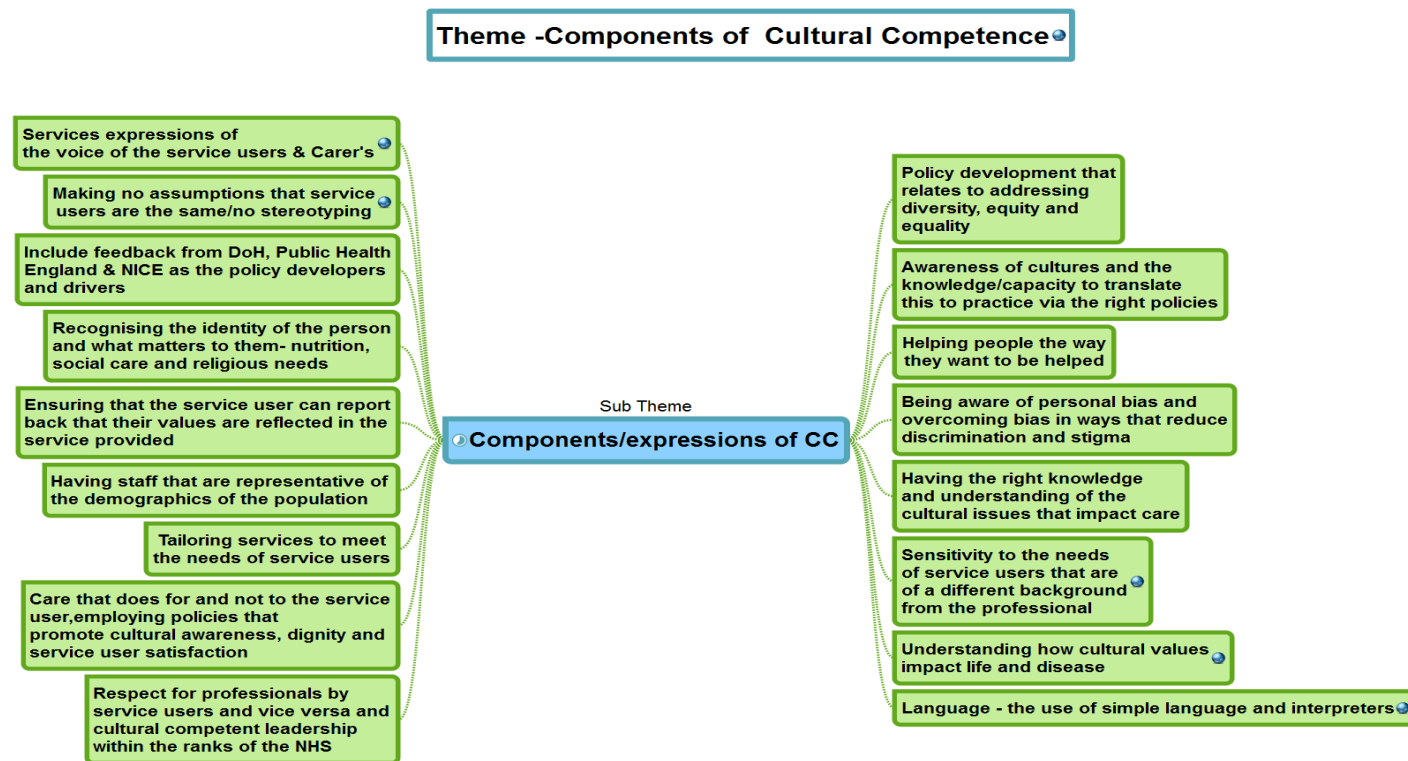 Theme -Components of  Cultural Competence
Services expressions of
the voice of the service users & Carer's
Making no assumptions that service
users are the same/no stereotyping
Include feedback from DoH, Public Health
England & NICE as the policy developers
and drivers
Recognising the identity of the person
and what matters to them- nutrition,
social care and religious needs
Ensuring that the service user can report
back that their values are reflected in the
service provided
Having staff that are representative of
the demographics of the population
Tailoring services to meet
the needs of service users
Care that does for and not to the service
user,employing policies that
promote cultural awareness, dignity and
service user satisfaction
Respect for professionals by
service users and vice versa and
cultural competent leadership
within the ranks of the NHS
Sub Theme
Components/expressions of CC
Policy development that
relates to addressing
diversity, equity and
equality
Awareness of cultures and the
knowledge/capacity to translate
this to practice via the right policies
Helping people the way
they want to be helped
Being aware of personal bias and
overcoming bias in ways that reduce
discrimination and stigma
Having the right knowledge
and understanding of the
cultural issues that impact care
Sensitivity to the needs
of service users that are
of a different background
from the professional
Understanding how cultural values
impact life and disease
Language - the use of simple language and interpreters